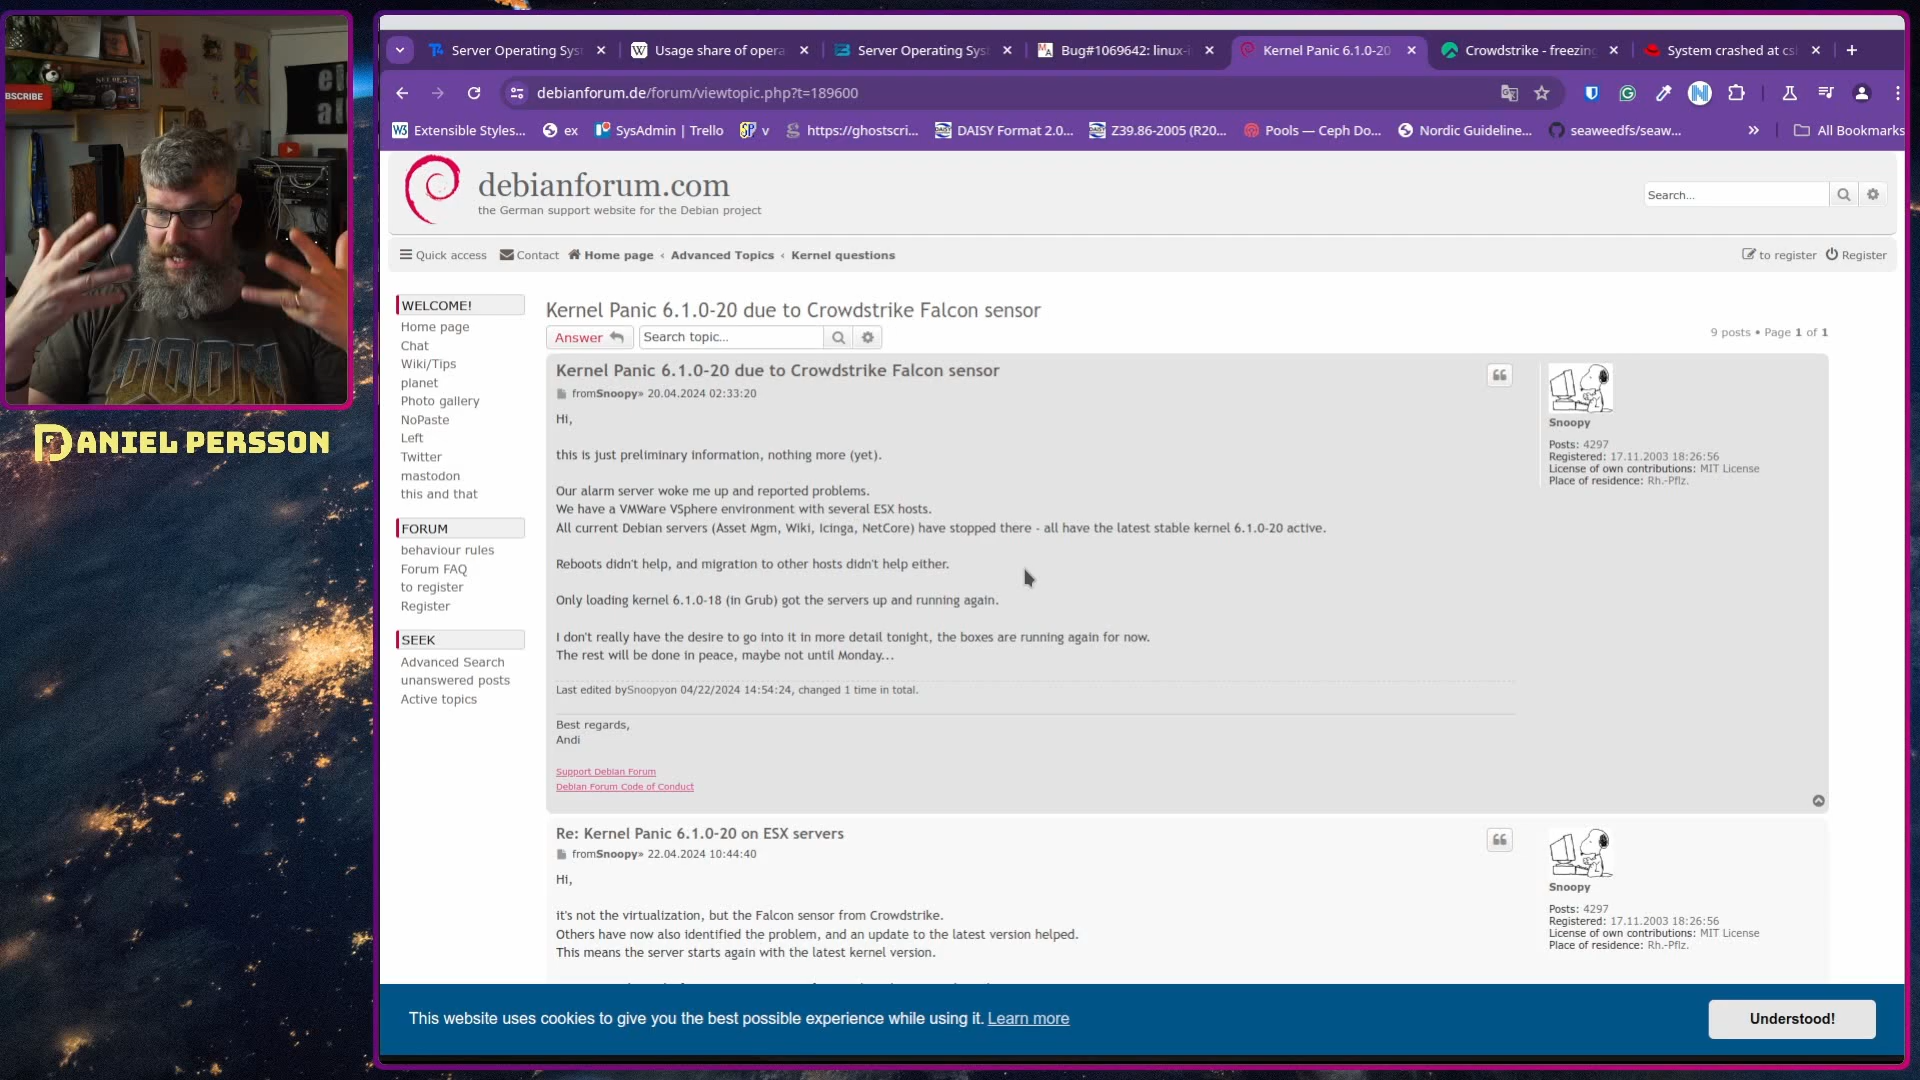 BSCRIBE
DOOM
DANIEL PERSSON
Server Operating Sys
Usage share of opera
Server Operating Sys
Bug#1069642: linux-i
Kernel Panic 6.1.0-20
Crowdstrike - freezing
System crashed at cs
debianforum.de/forum/viewtopic.php?t=189600
Extensible Styles...
ex
SysAdmin | Trello
v
https://ghostscri...
DAISY Format 2.0...
Z39.86-2005 (R20...
Pools — Ceph Do...
Nordic Guideline...
seaweedfs/seaw...
All Bookmarks
debianforum.com
the German support website for the Debian project
Search...
Quick access
Contact
Home page ‹ Advanced Topics ‹ Kernel questions
to register
Register
WELCOME!
Home page
Chat
Wiki/Tips
planet
Photo gallery
NoPaste
Left
Twitter
mastodon
this and that
FORUM
behaviour rules
Forum FAQ
to register
Register
SEEK
Advanced Search
unanswered posts
Active topics
Kernel Panic 6.1.0-20 due to Crowdstrike Falcon sensor
Answer
Search topic...
9 posts • Page 1 of 1
Kernel Panic 6.1.0-20 due to Crowdstrike Falcon sensor
fromSnoopy» 20.04.2024 02:33:20
Hi,
this is just preliminary information, nothing more (yet).
Our alarm server woke me up and reported problems.
We have a VMWare VSphere environment with several ESX hosts.
All current Debian servers (Asset Mgm, Wiki, Icinga, NetCore) have stopped there - all have the latest stable kernel 6.1.0-20 active.
Reboots didn't help, and migration to other hosts didn't help either.
Only loading kernel 6.1.0-18 (in Grub) got the servers up and running again.
I don't really have the desire to go into it in more detail tonight, the boxes are running again for now.
The rest will be done in peace, maybe not until Monday...
Last edited bySnoopyon 04/22/2024 14:54:24, changed 1 time in total.
Best regards,
Andi
Support Debian Forum
Debian Forum Code of Conduct
Snoopy
Posts: 4297
Registered: 17.11.2003 18:26:56
License of own contributions: MIT License
Place of residence: Rh.-Pflz.
Re: Kernel Panic 6.1.0-20 on ESX servers
fromSnoopy» 22.04.2024 10:44:40
Hi,
it's not the virtualization, but the Falcon sensor from Crowdstrike.
Others have now also identified the problem, and an update to the latest version helped.
This means the server starts again with the latest kernel version.
Snoopy
Posts: 4297
Registered: 17.11.2003 18:26:56
License of own contributions: MIT License
Place of residence: Rh.-Pflz.
This website uses cookies to give you the best possible experience while using it. Learn more
Understood!